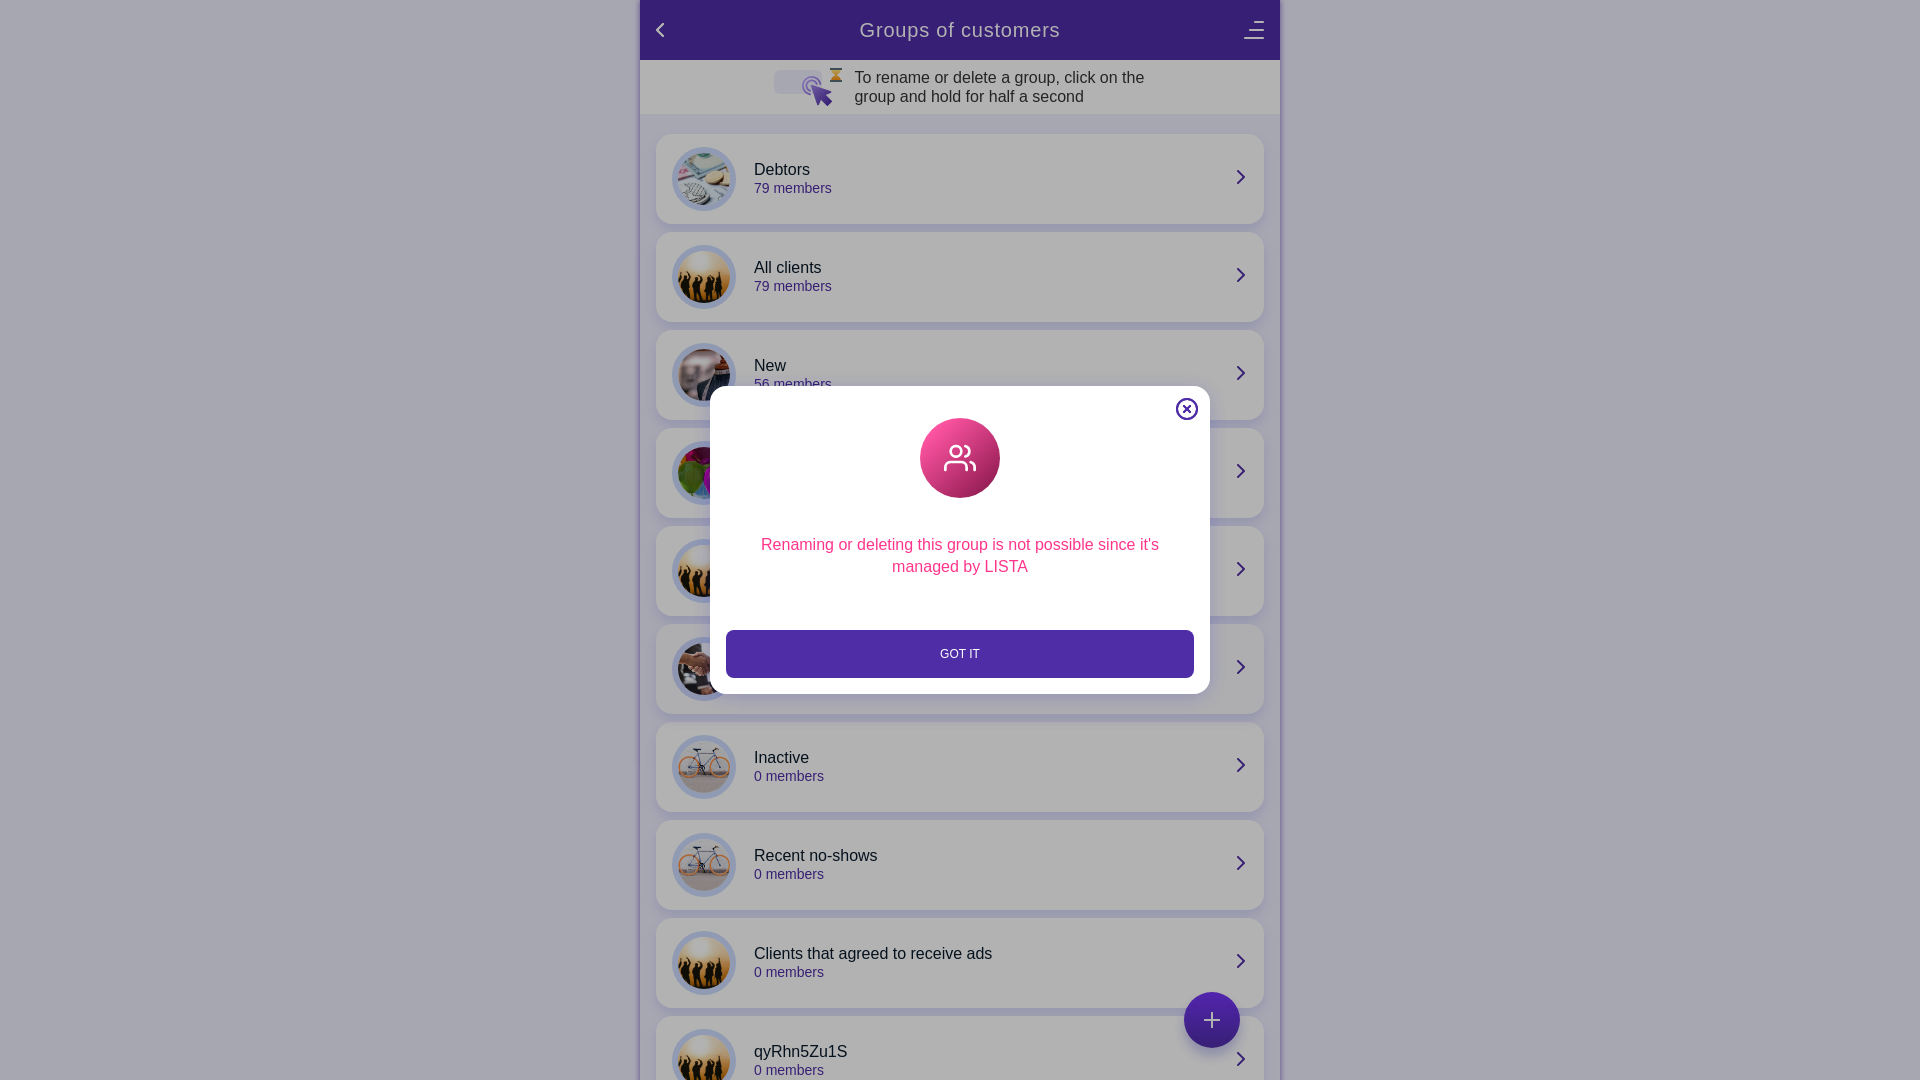 Groups of customers
To rename or delete a group, click on the
group and hold for half a second
Debtors
79 members
All clients
79 members
New
56 members
Renaming or deleting this group is not possible since it's
managed by LISTA
GOT IT
Inactive
0 members
Recent no-shows
0 members
Clients that agreed to receive ads
0 members
qyRhn5Zu1S
0 members